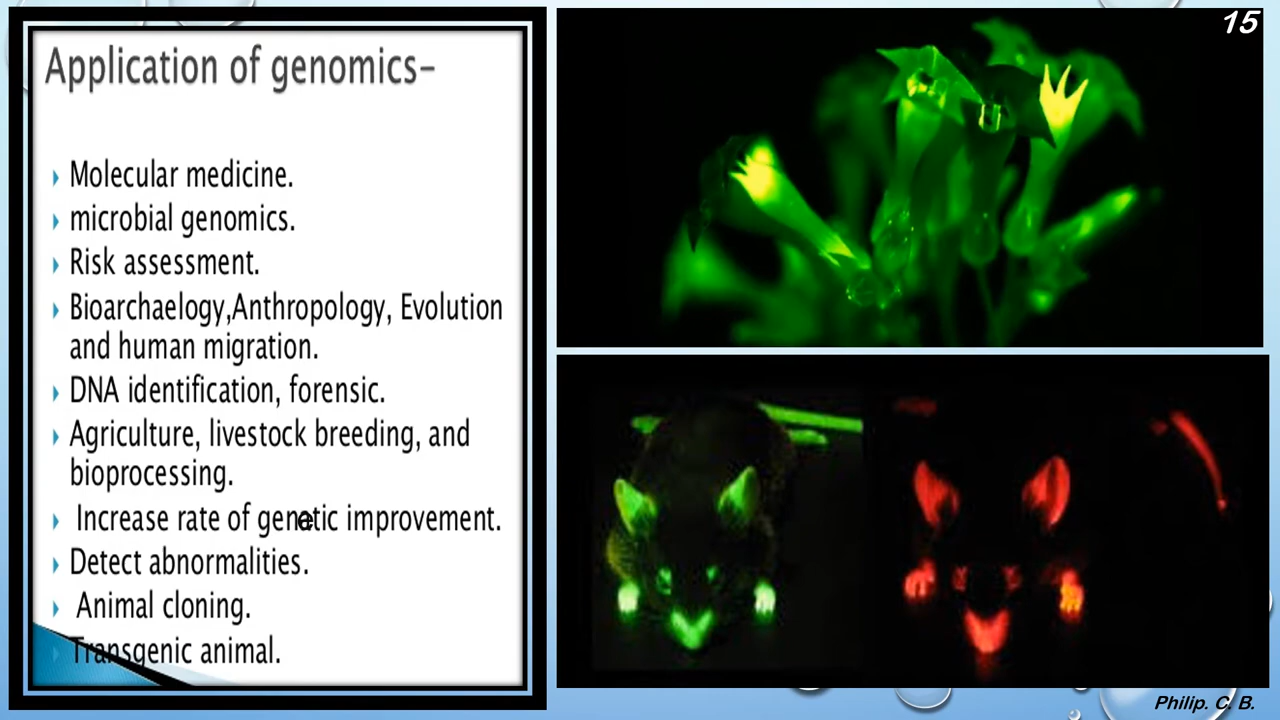 Application of genomics-
Molecular medicine.
microbial genomics.
Risk assessment.
Bioarchaelogy,Anthropology, Evolution
and human migration.
DNA identification, forensic.
Agriculture, livestock breeding, and
bioprocessing.
Increase rate of genetic improvement.
Detect abnormalities.
Animal cloning.
Transgenic animal.
15
Philip. C. B.